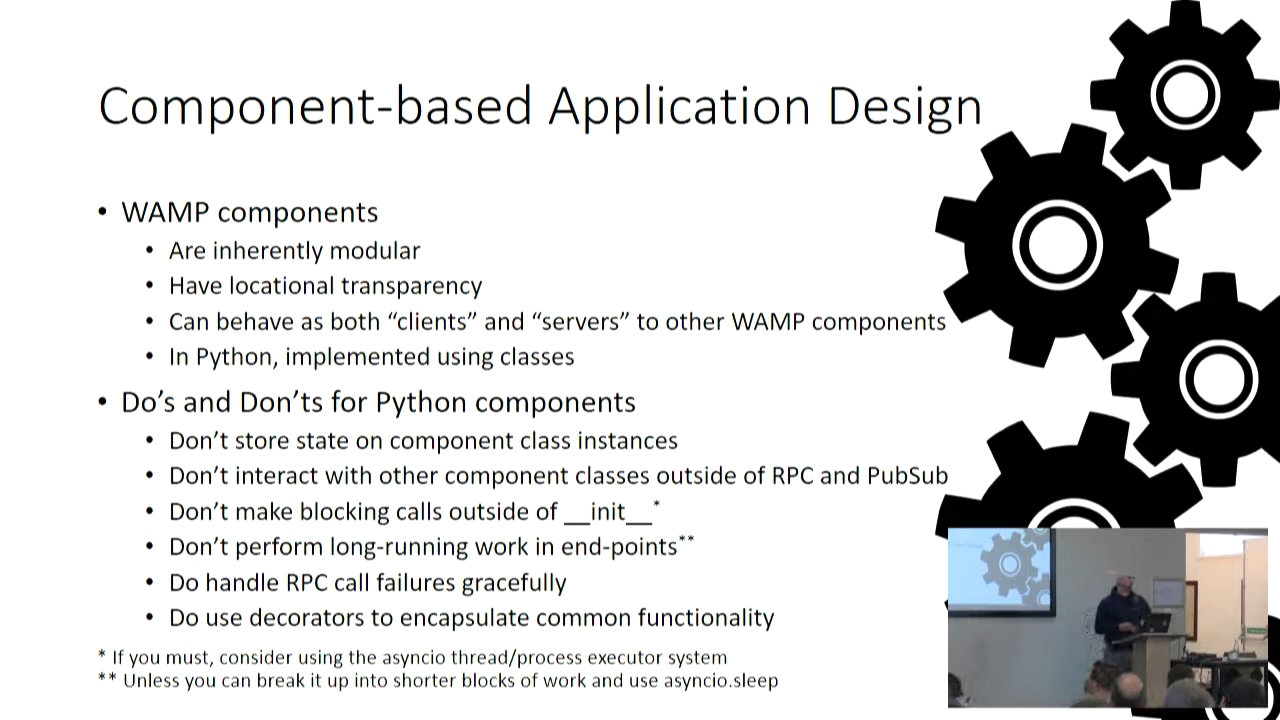 Component-based Application Design
• WAMP components
• Are inherently modular
• Have locational transparency
• Can behave as both “clients” and “servers” to other WAMP components
• In Python, implemented using classes
• Do’s and Don’ts for Python components
• Don’t store state on component class instances
• Don’t interact with other component classes outside of RPC and PubSub
• Don’t make blocking calls outside of __init__*
• Don’t perform long-running work in end-points**
• Do handle RPC call failures gracefully
• Do use decorators to encapsulate common functionality
* If you must, consider using the asyncio thread/process executor system
** Unless you can break it up into shorter blocks of work and use asyncio.sleep